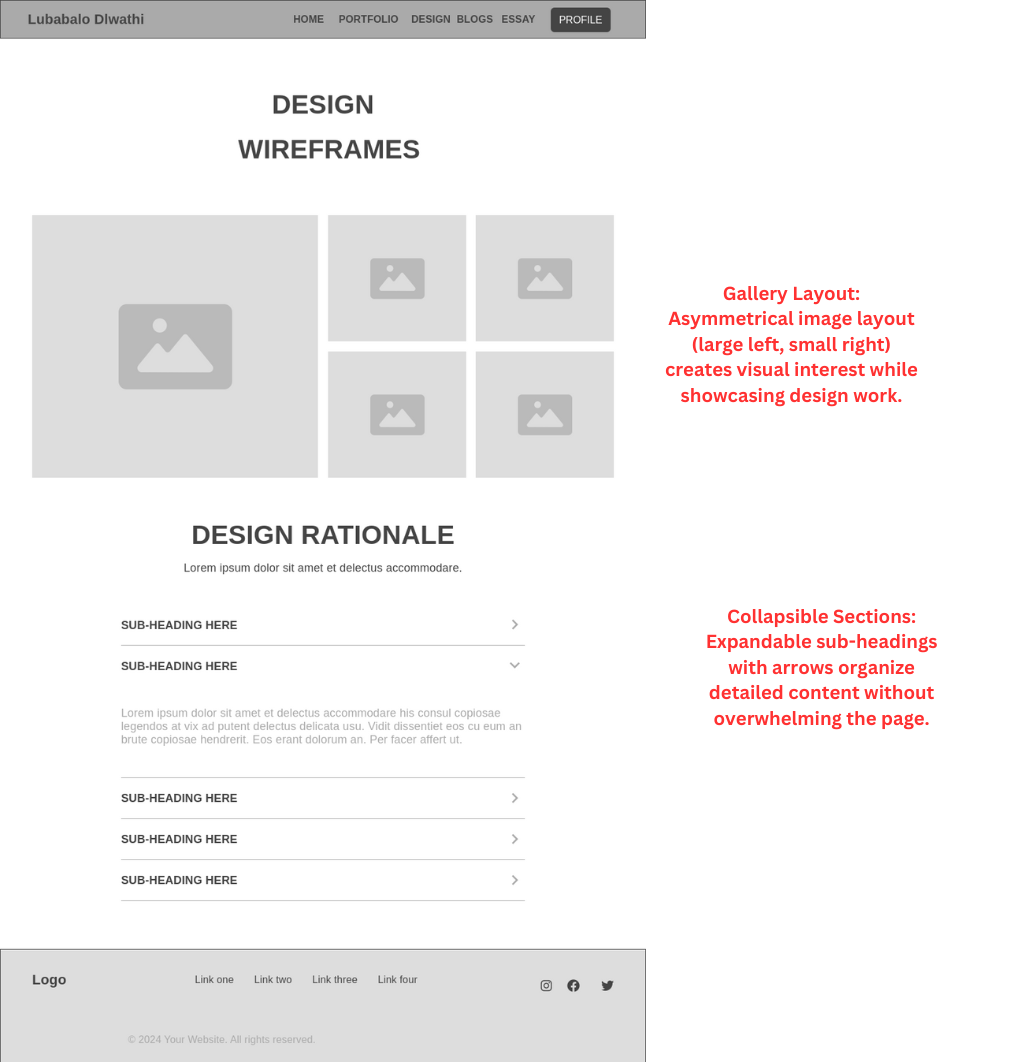 Lubabalo Dlwathi
HOME PORTFOLIO DESIGN BLOGS ESSAY PROFILE
DESIGN
WIREFRAMES
Gallery Layout:
Asymmetrical image layout
(large left, small right)
creates visual interest while
showcasing design work.
DESIGN RATIONALE
Lorem ipsum dolor sit amet et delectus accommodare.
SUB-HEADING HERE
SUB-HEADING HERE
Lorem ipsum dolor sit amet et delectus accommodare his consul copiosae
legendos at vix ad putent delectus delicata usu. Vidit dissentiet eos cu eum an
brute copiosae hendrerit. Eos erant dolorum an. Per facer affert ut.
SUB-HEADING HERE
SUB-HEADING HERE
SUB-HEADING HERE
Collapsible Sections:
Expandable sub-headings
with arrows organize
detailed content without
overwhelming the page.
Logo
Link one Link two Link three Link four
© 2024 Your Website. All rights reserved.